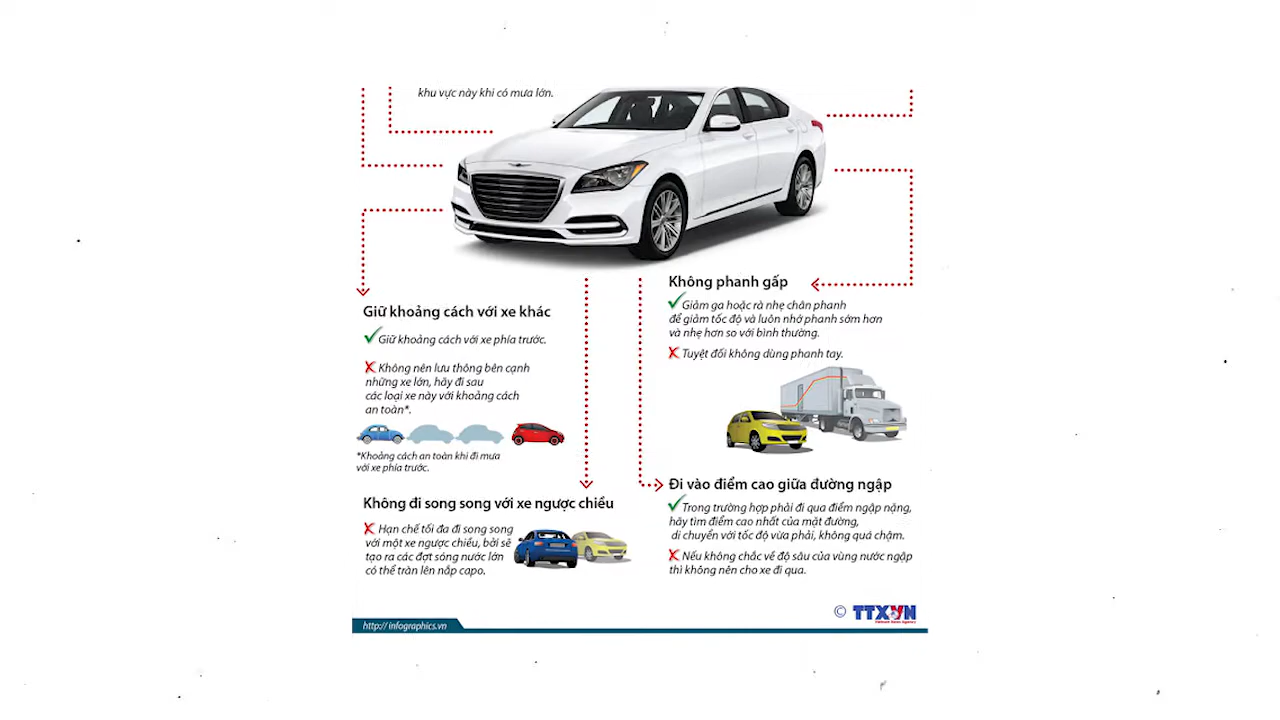 khu vực này khi có mưa lớn.
Giữ khoảng cách với xe khác
Giữ khoảng cách với xe phía trước.
Không nên lưu thông bên cạnh
những xe lớn, hãy đi sau
các loại xe này với khoảng cách
an toàn*.
*Khoảng cách an toàn khi đi mưa
với xe phía trước.
Không đi song song với xe ngược chiều
Hạn chế tối đa đi song song
với một xe ngược chiều, bởi sẽ
tạo ra các đợt sóng nước lớn
có thể tràn lên nắp capo.
Không phanh gấp
Giảm ga hoặc rà nhẹ chân phanh
để giảm tốc độ và luôn nhớ phanh sớm hơn
và nhẹ hơn so với bình thường.
Tuyệt đối không dùng phanh tay.
Đi vào điểm cao giữa đường ngập
Trong trường hợp phải đi qua điểm ngập nặng,
hãy tìm điểm cao nhất của mặt đường,
di chuyển với tốc độ vừa phải, không quá chậm.
Nếu không chắc về độ sâu của vùng nước ngập
thì không nên cho xe đi qua.
© TTXVN
Vietnam News Agency
http://infographics.vn